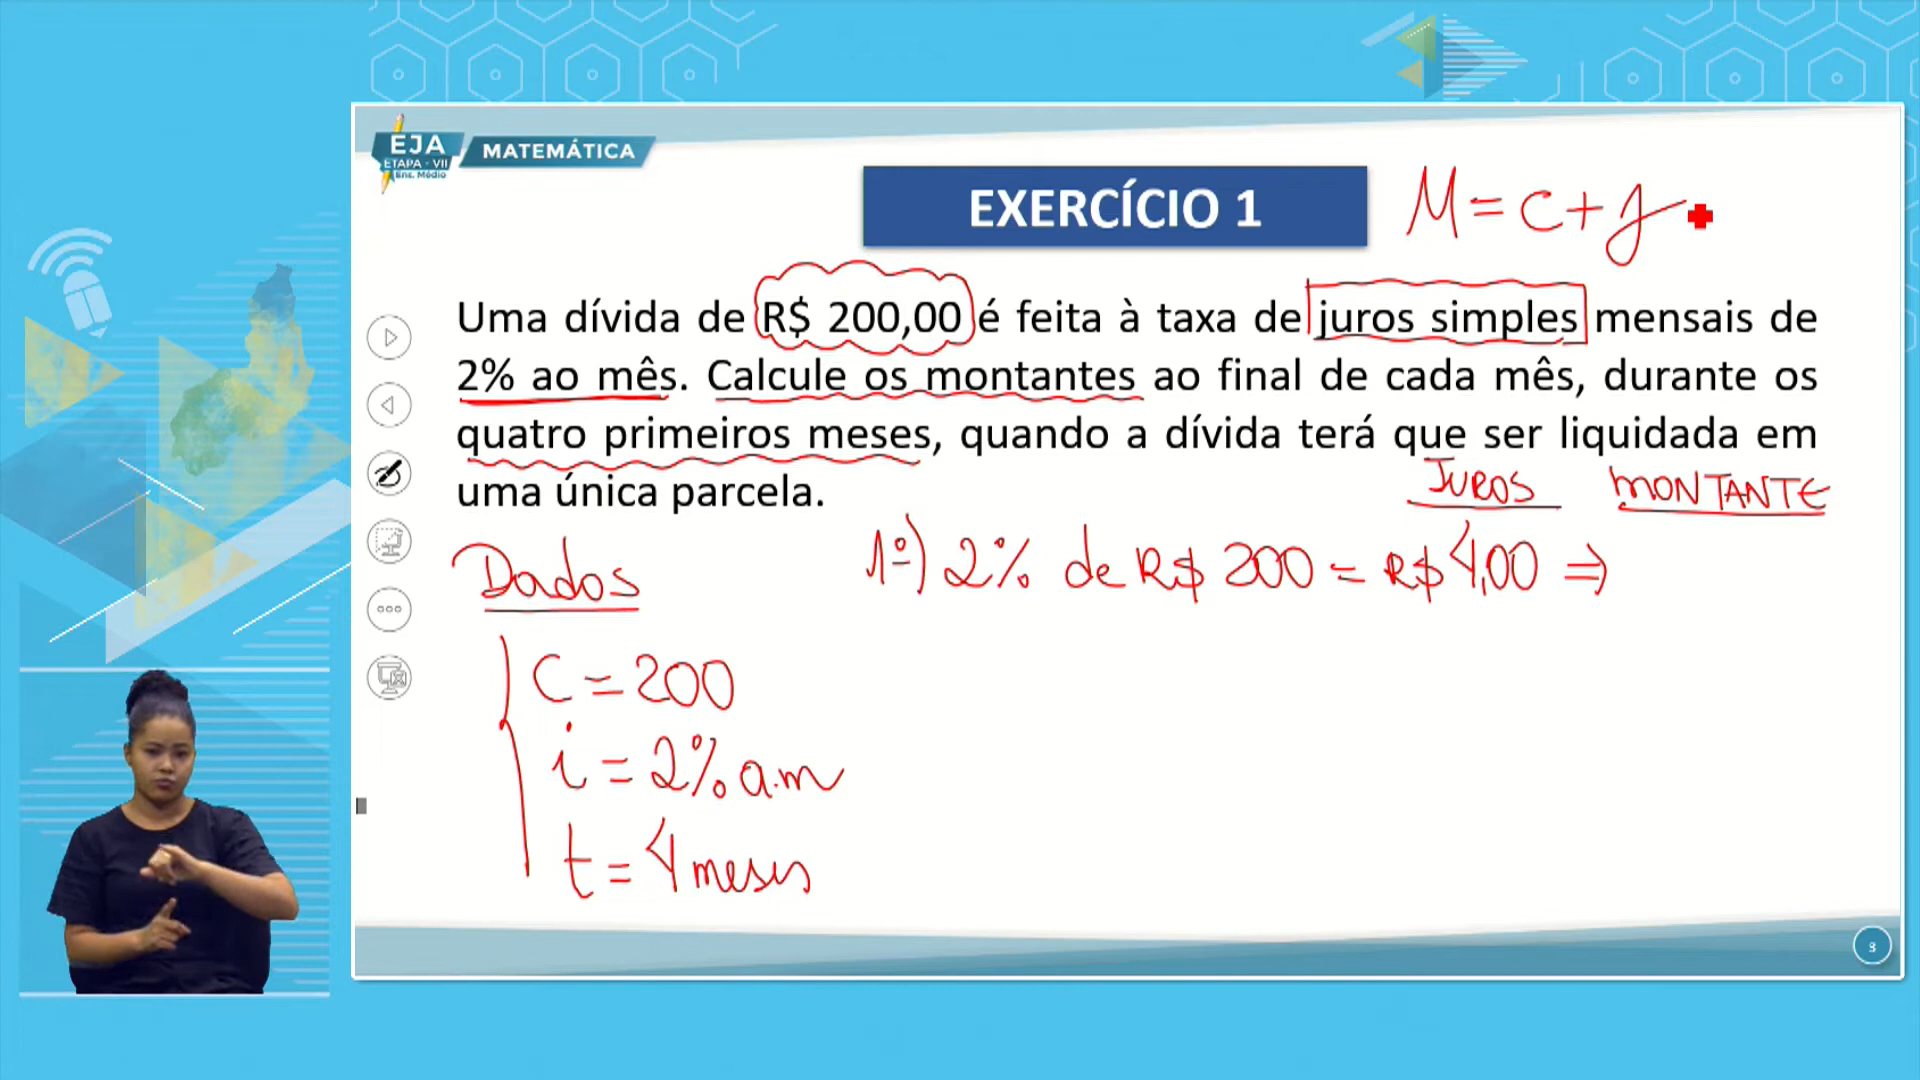 EJA
ETAPA - VII
Ens. Médio
MATEMÁTICA
EXERCÍCIO 1
M = C + J
Uma dívida de R$ 200,00 é feita à taxa de juros simples mensais de
2% ao mês. Calcule os montantes ao final de cada mês, durante os
quatro primeiros meses, quando a dívida terá que ser liquidada em
uma única parcela.
JUROS MONTANTE
1º) 2% de R$ 200 = R$ 4,00 ⇒
Dados
C = 200
i = 2% a.m
t = 4 meses
3